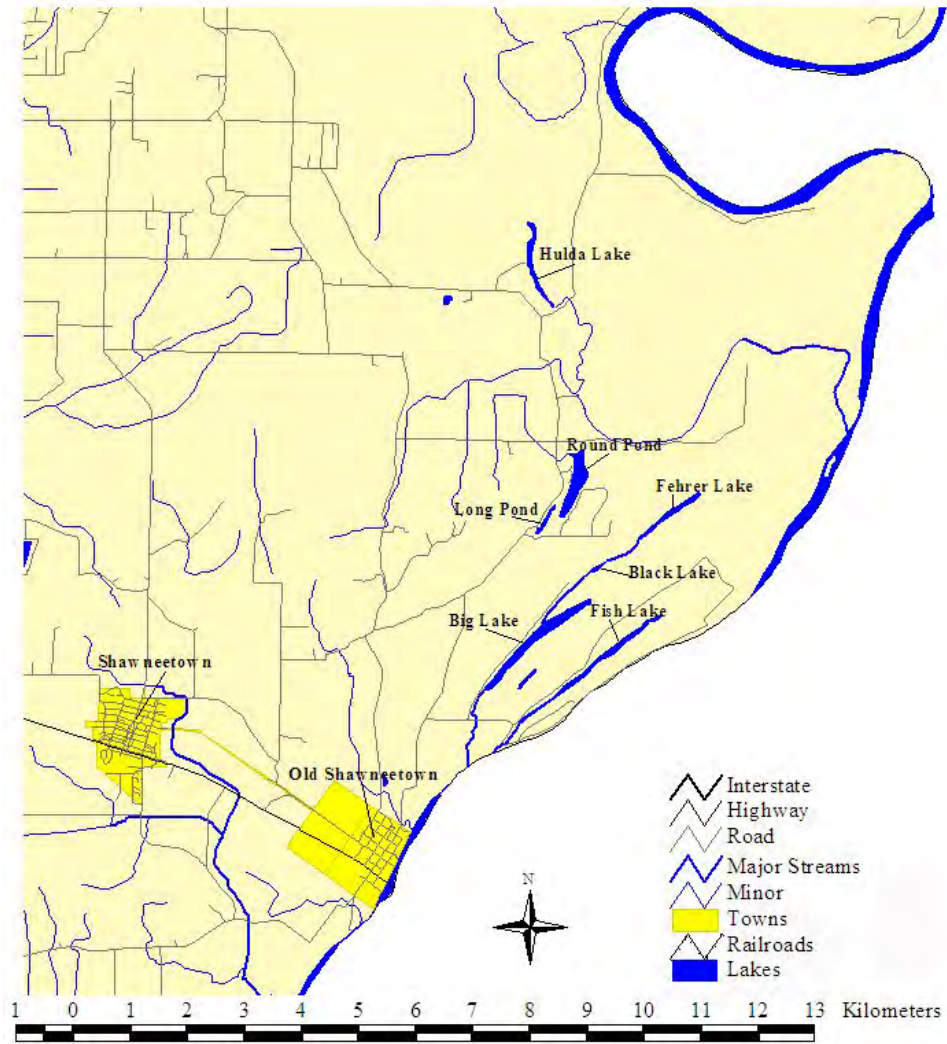 Hulda Lake
Round Pond
Fehrer Lake
Long Pond
Black Lake
Fish Lake
Big Lake
Shawneetown
Old Shawneetown
Interstate
Highway
Road
Major Streams
Minor
Towns
Railroads
Lakes
N
1 0 1 2 3 4 5 6 7 8 9 10 11 12 13 Kilometers